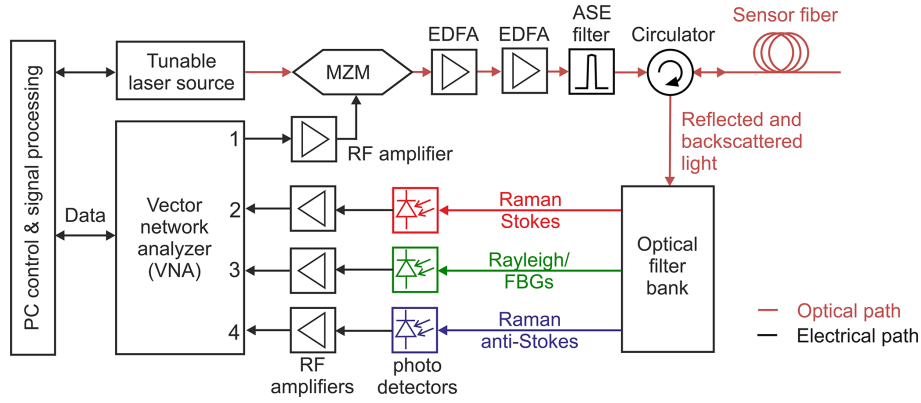 PC control & signal processing
Tunable
laser source
MZM
EDFA
EDFA
ASE
filter
Circulator
Sensor fiber
Reflected and
backscattered
light
1
RF amplifier
Data
Vector
network
analyzer
(VNA)
2
3
4
Raman
Stokes
Rayleigh/
FBGs
Raman
anti-Stokes
Optical
filter
bank
RF
amplifiers
photo
detectors
Optical path
Electrical path